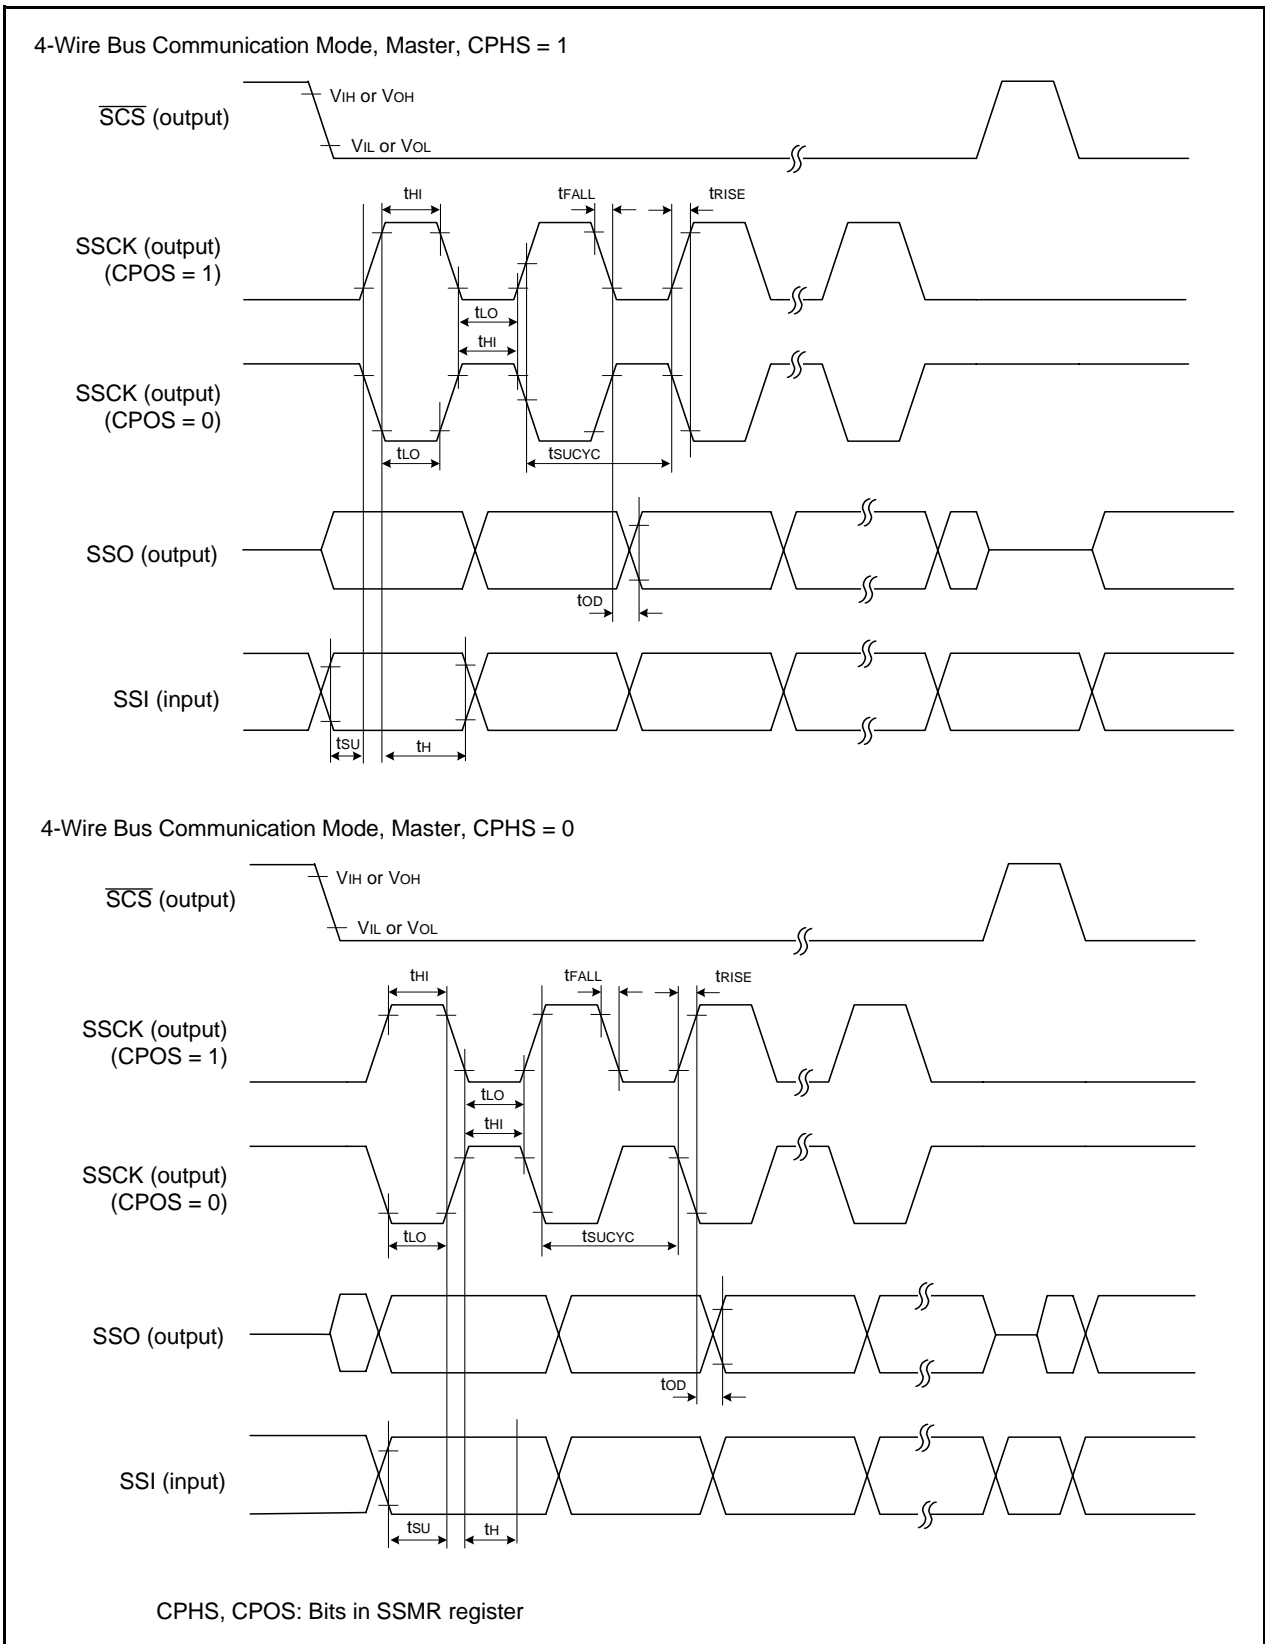 4-Wire Bus Communication Mode, Master, CPHS = 1
VIH or VOH
SCS (output)
VIL or VOL
tHI
tFALL
tRISE
SSCK (output)
(CPOS = 1)
tLO
tHI
SSCK (output)
(CPOS = 0)
tLO
tSUCYC
SSO (output)
tOD
SSI (input)
tSU
tH
4-Wire Bus Communication Mode, Master, CPHS = 0
VIH or VOH
SCS (output)
VIL or VOL
tHI
tFALL
tRISE
SSCK (output)
(CPOS = 1)
tLO
tHI
SSCK (output)
(CPOS = 0)
tLO
tSUCYC
SSO (output)
tOD
SSI (input)
tSU
tH
CPHS, CPOS: Bits in SSMR register